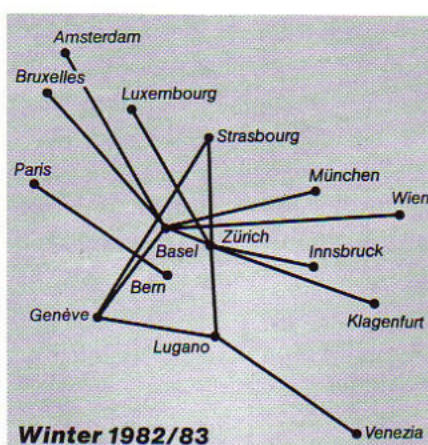 Amsterdam
Bruxelles
Luxembourg
Strasbourg
Paris
München
Wien
Basel
Zürich
Innsbruck
Bern
Genève
Klagenfurt
Lugano
Winter 1982/83
Venezia